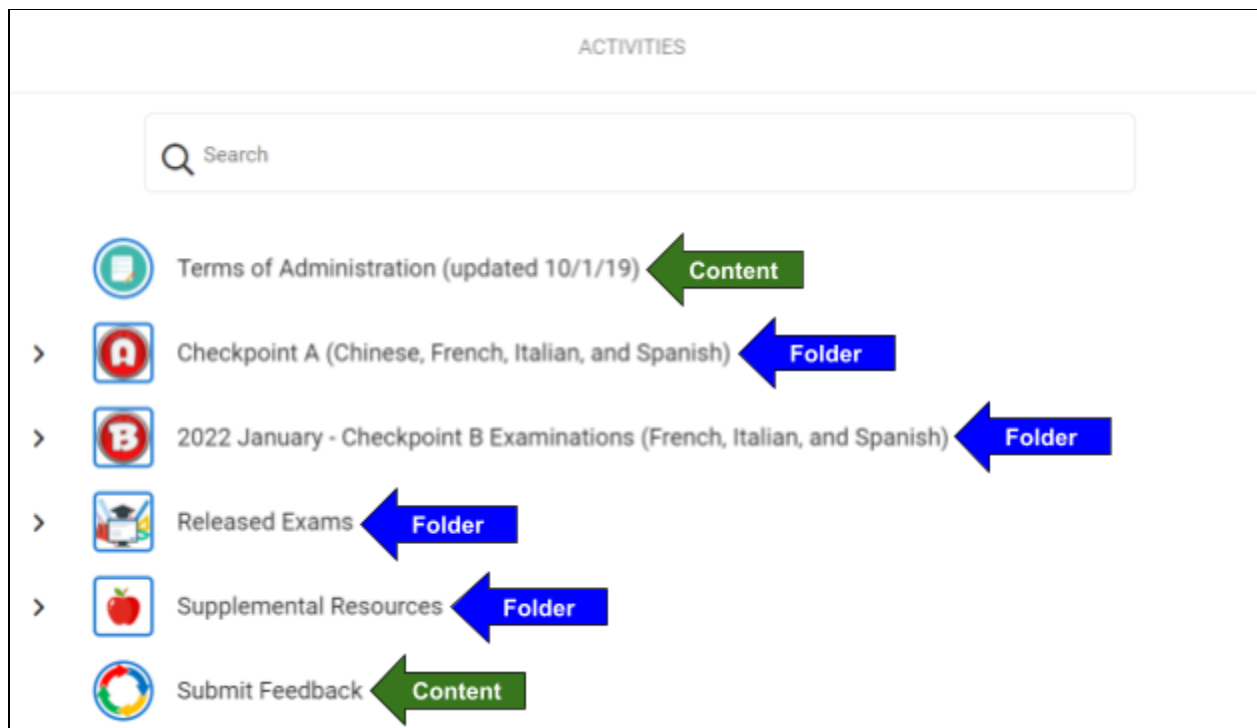 ACTIVITIES
Search
Terms of Administration (updated 10/1/19) Content
A Checkpoint A (Chinese, French, Italian, and Spanish) Folder
B 2022 January - Checkpoint B Examinations (French, Italian, and Spanish) Folder
Released Exams Folder
Supplemental Resources Folder
Submit Feedback Content